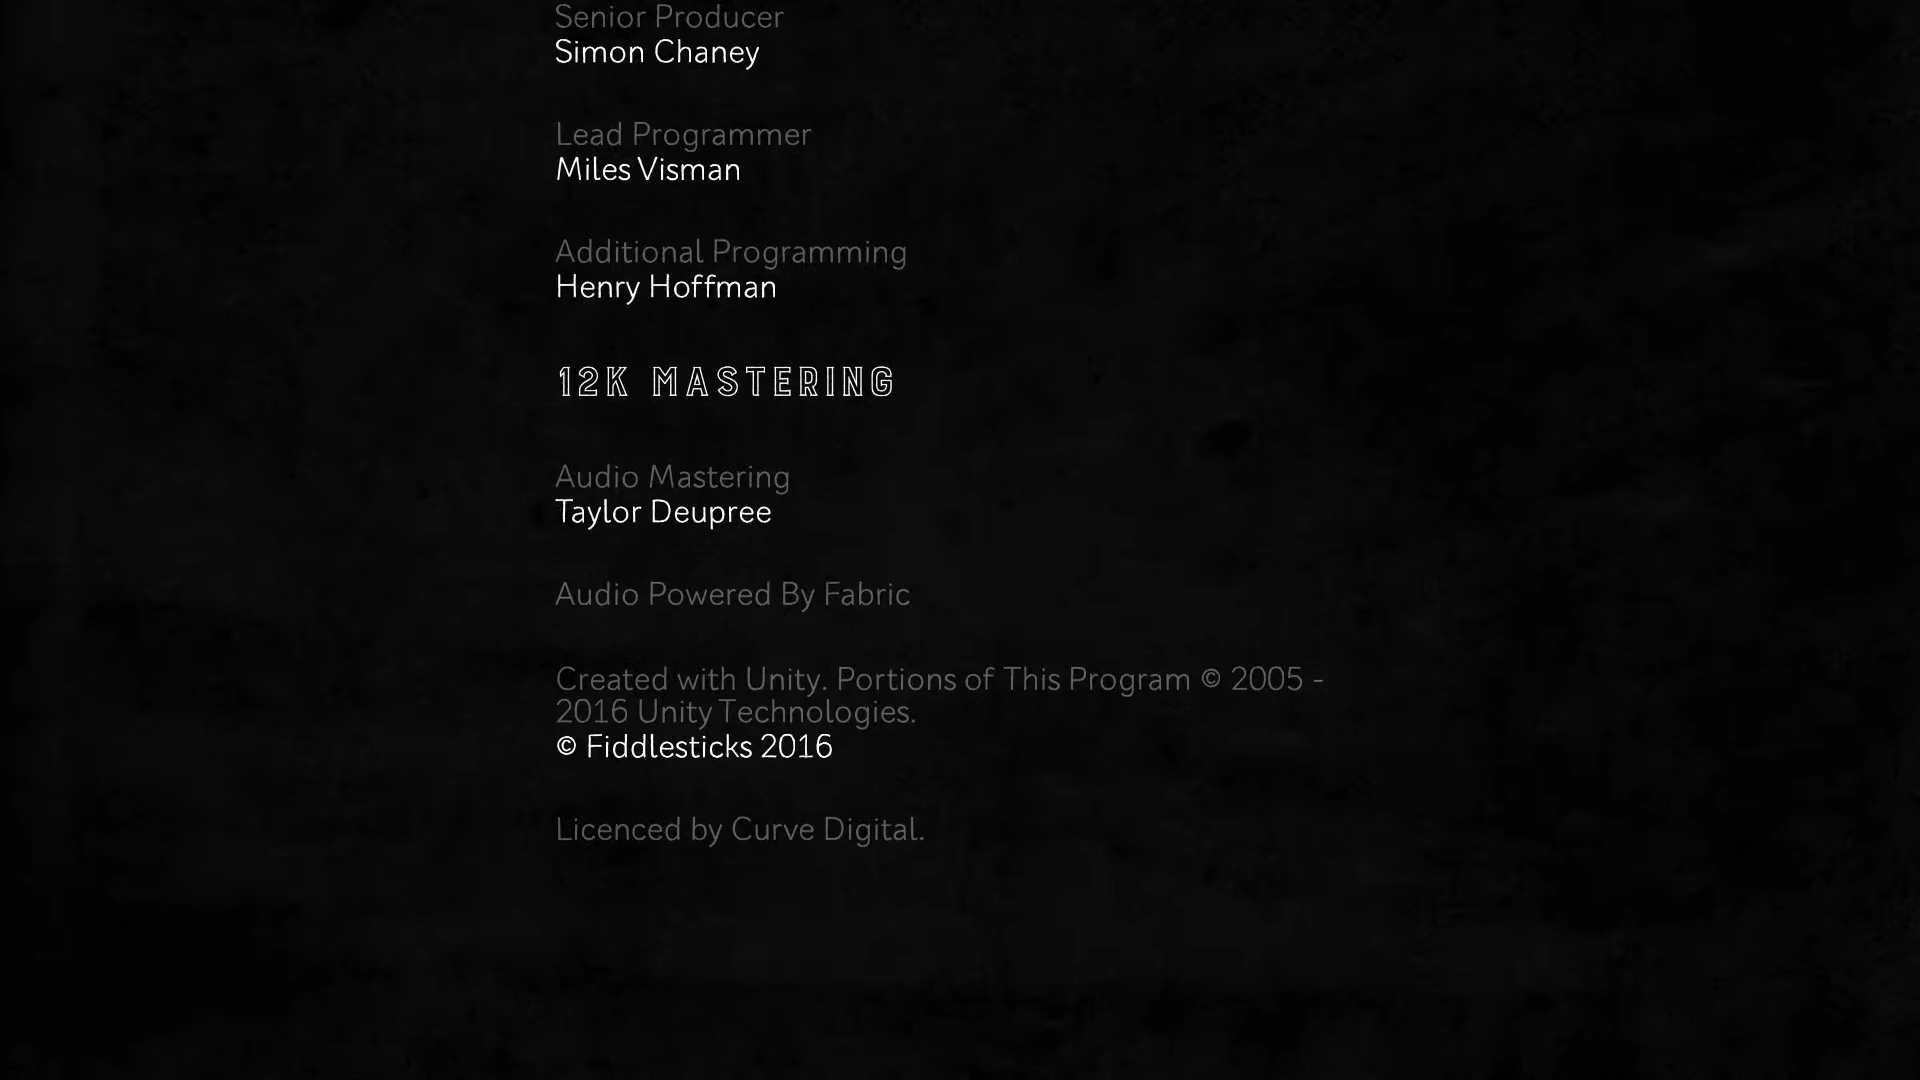 Senior Producer
Simon Chaney
Lead Programmer
Miles Visman
Additional Programming
Henry Hoffman
12K MASTERING
Audio Mastering
Taylor Deupree
Audio Powered By Fabric
Created with Unity. Portions of This Program © 2005 -
2016 Unity Technologies.
© Fiddlesticks 2016
Licenced by Curve Digital.